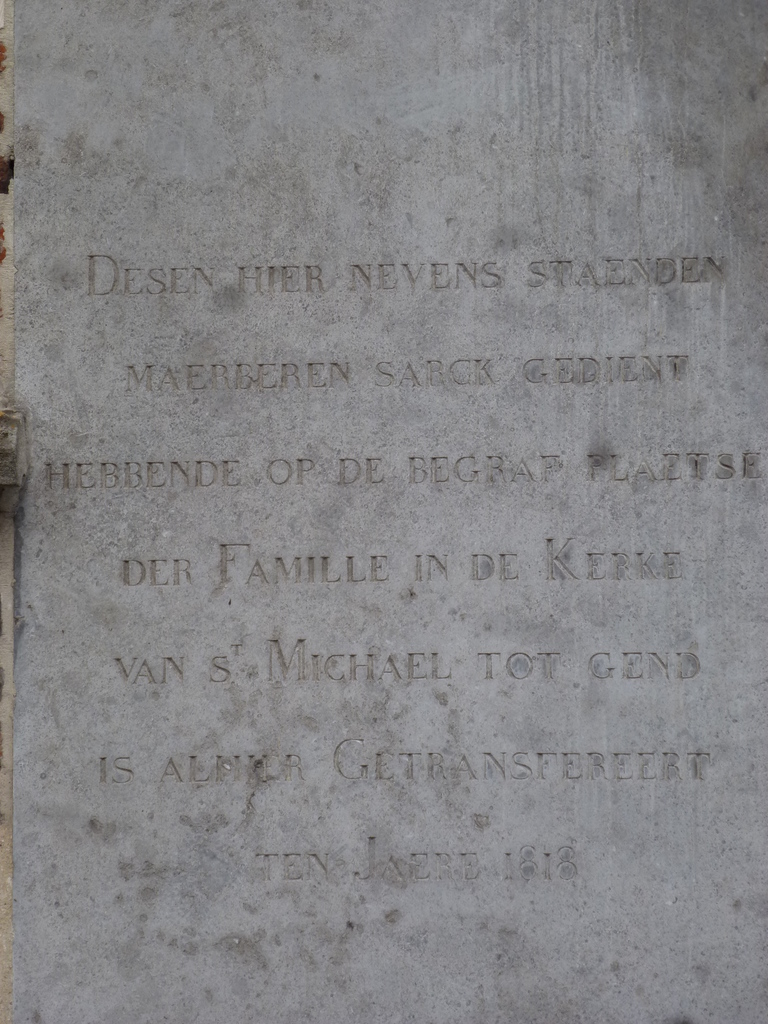 DESEN HIER NEVENS STAENDEN
MAERBEREN SARCK GEDIENT
HEBBENDE OP DE BEGRAF PLAETSE
DER FAMILLE IN DE KERKE
VAN ST MICHAEL TOT GEND
IS ALHIER GETRANSFEREERT
TEN JAERE 1818